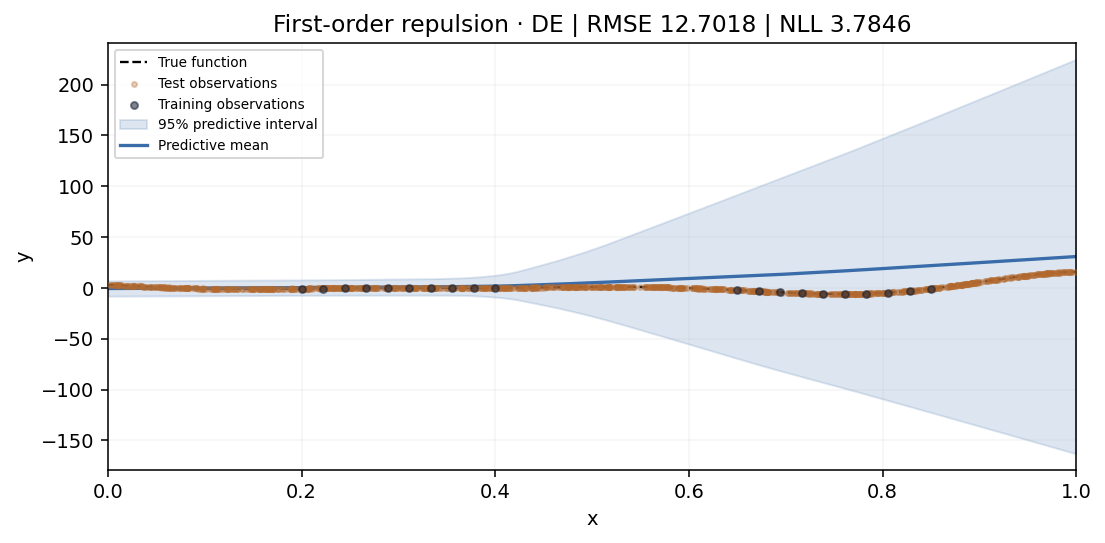 First-order repulsion · DE | RMSE 12.7018 | NLL 3.7846
True function
Test observations
Training observations
95% predictive interval
Predictive mean
y
200
150
100
50
0
−50
−100
−150
0.0 0.2 0.4 0.6 0.8 1.0
x